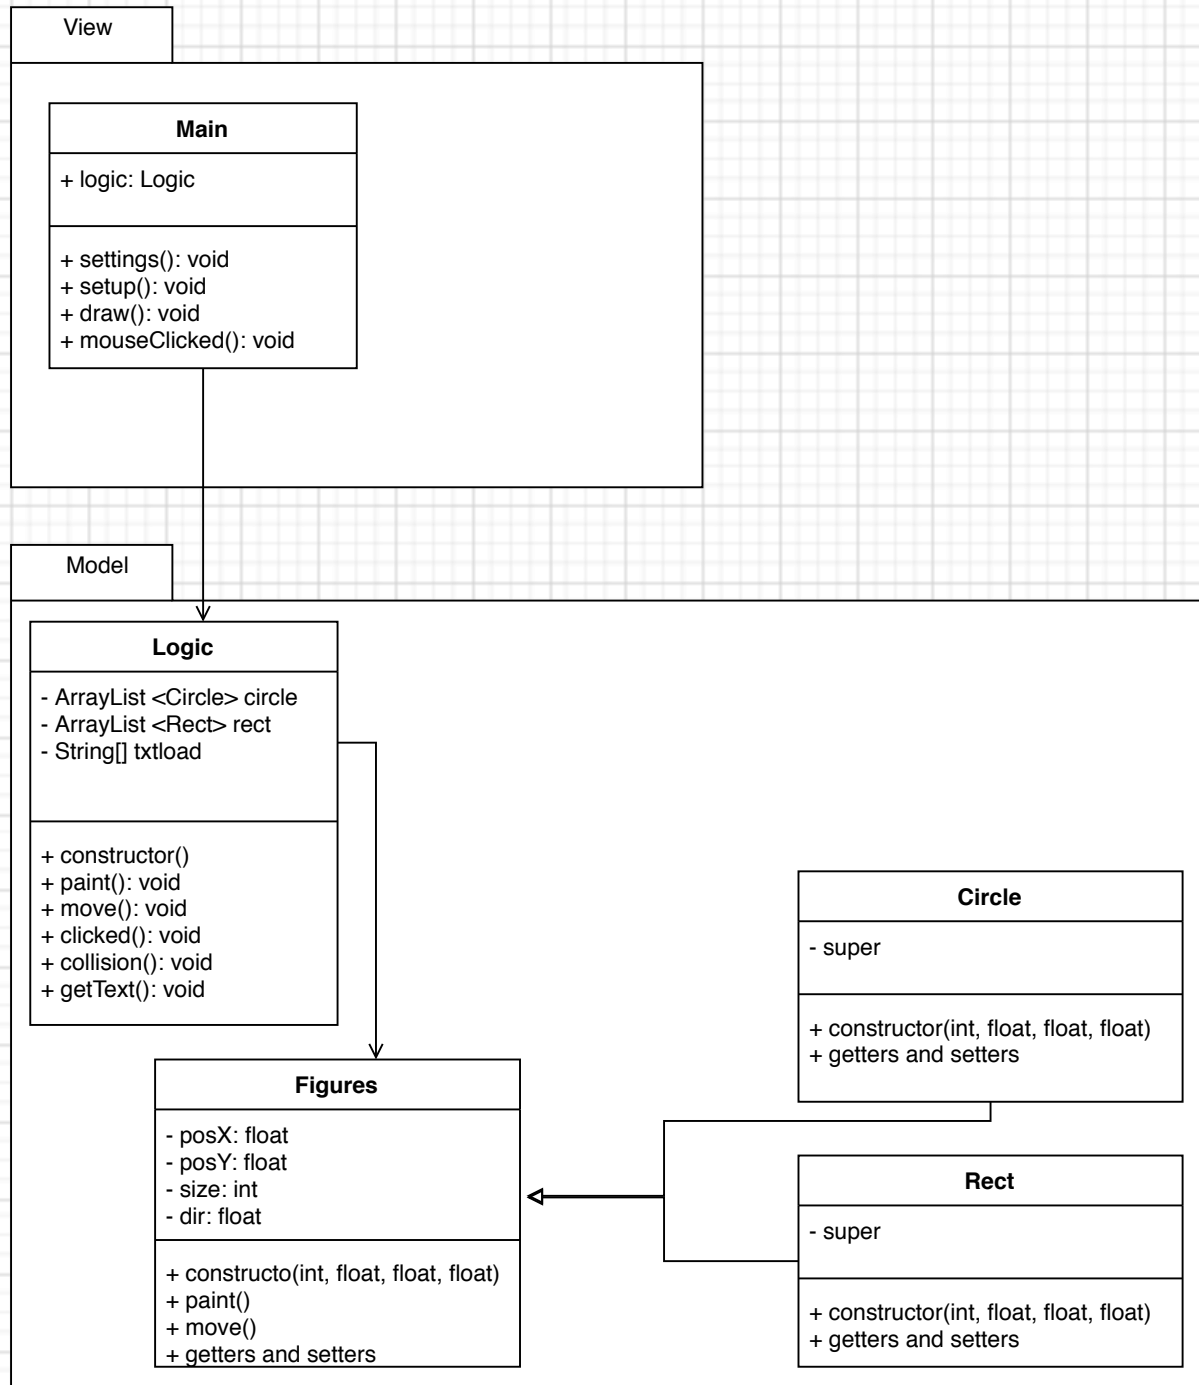 View
Main
+ logic: Logic
+ settings(): void
+ setup(): void
+ draw(): void
+ mouseClicked(): void
Model
Logic
- ArrayList <Circle> circle
- ArrayList <Rect> rect
- String[] txtload
+ constructor()
+ paint(): void
+ move(): void
+ clicked(): void
+ collision(): void
+ getText(): void
Figures
- posX: float
- posY: float
- size: int
- dir: float
+ constructo(int, float, float, float)
+ paint()
+ move()
+ getters and setters
Circle
- super
+ constructor(int, float, float, float)
+ getters and setters
Rect
- super
+ constructor(int, float, float, float)
+ getters and setters